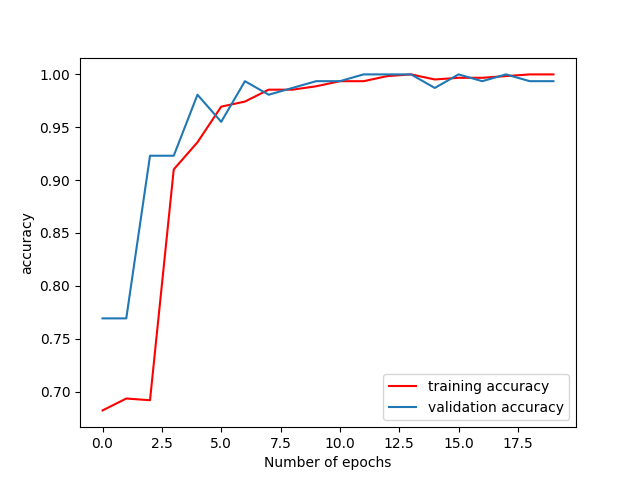 1.00
0.95
0.90
0.85
0.80
0.75
0.70
accuracy
0.0 2.5 5.0 7.5 10.0 12.5 15.0 17.5
Number of epochs
training accuracy
validation accuracy